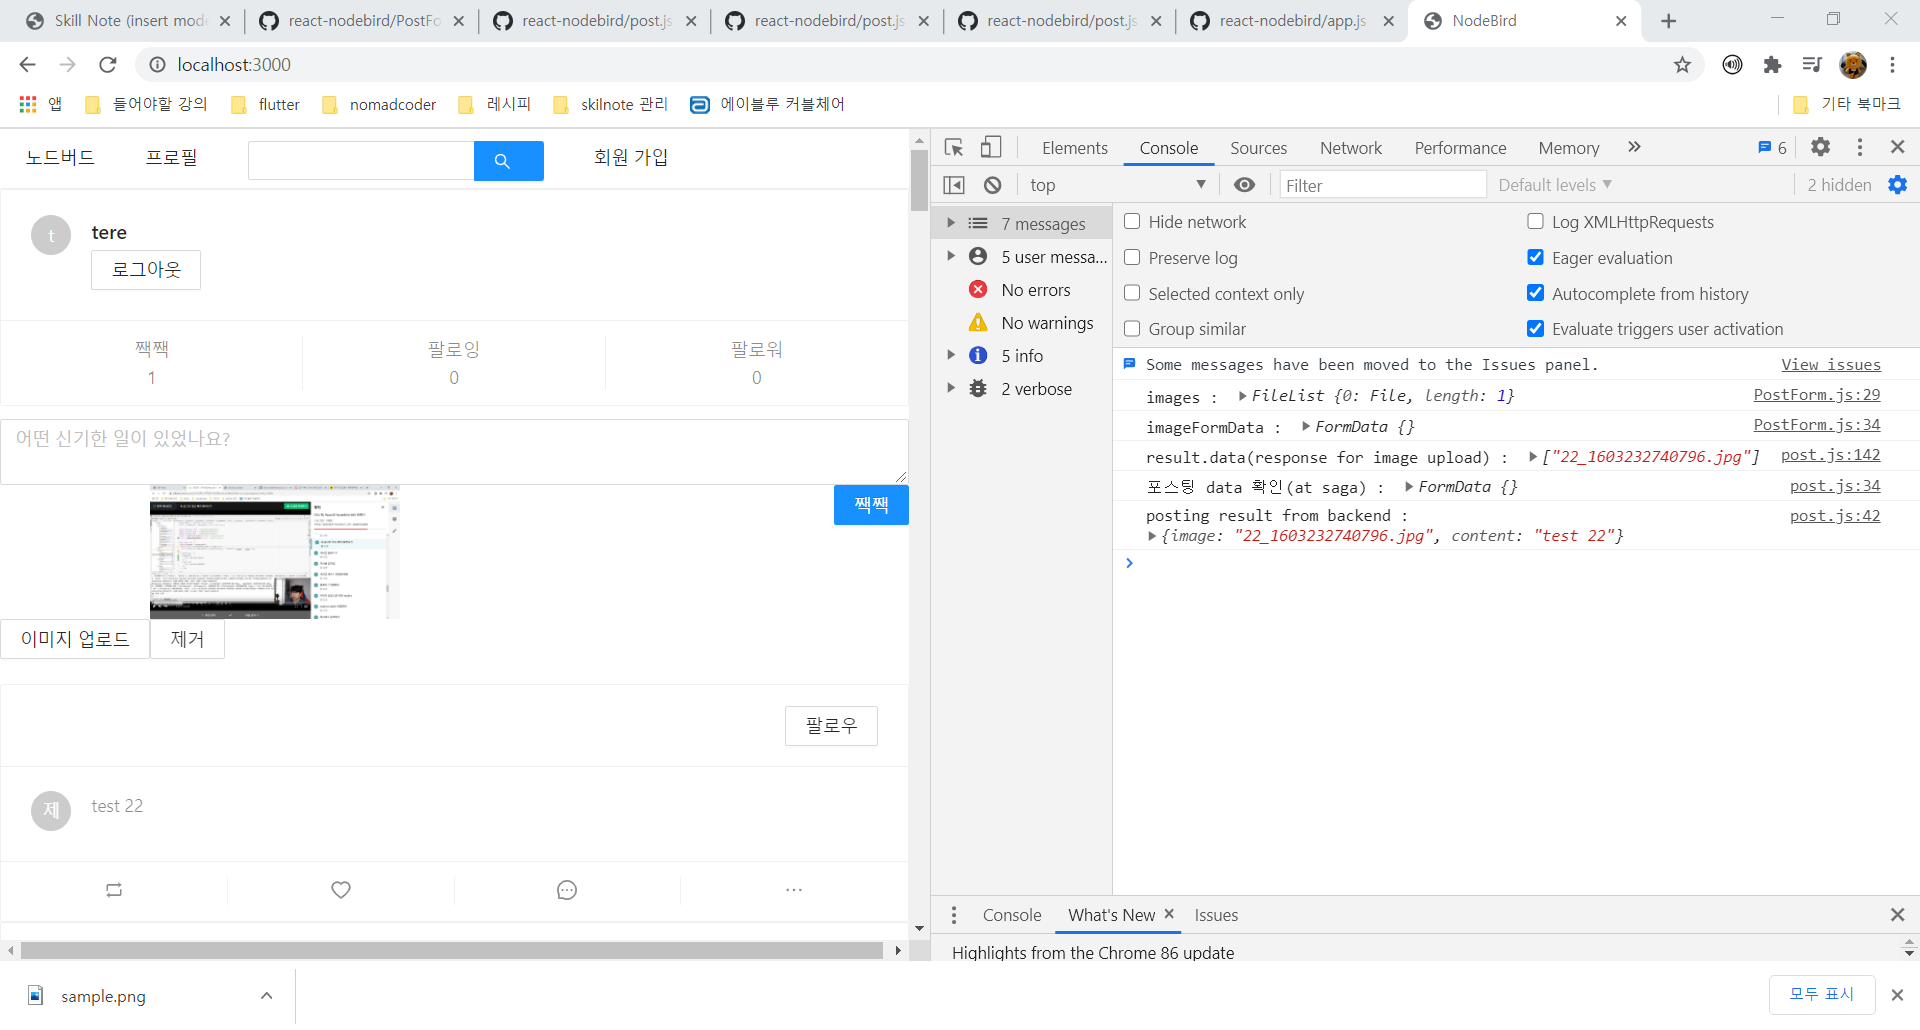 Skill Note (insert mode
react-nodebird/PostFo
react-nodebird/post.js
react-nodebird/post.js
react-nodebird/post.js
react-nodebird/app.js
NodeBird
localhost:3000
앱
들어야할 강의
flutter
nomadcoder
레시피
skilnote 관리
에이블루 커블체어
기타 북마크
노드버드
프로필
회원 가입
t
tere
로그아웃
짹짹
1
팔로잉
0
팔로워
0
어떤 신기한 일이 있었나요?
짹짹
이미지 업로드
제거
팔로우
제
test 22
Elements
Console
Sources
Network
Performance
Memory
6
top
Filter
Default levels
2 hidden
7 messages
5 user messa...
No errors
No warnings
5 info
2 verbose
Hide network
Log XMLHttpRequests
Preserve log
Eager evaluation
Selected context only
Autocomplete from history
Group similar
Evaluate triggers user activation
Some messages have been moved to the Issues panel. View issues
images : FileList {0: File, length: 1} PostForm.js:29
imageFormData : FormData {} PostForm.js:34
result.data(response for image upload) : ["22_1603232740796.jpg"] post.js:142
포스팅 data 확인(at saga) : FormData {} post.js:34
posting result from backend : post.js:42
{image: "22_1603232740796.jpg", content: "test 22"}
Console
What's New
Issues
Highlights from the Chrome 86 update
sample.png
모두 표시